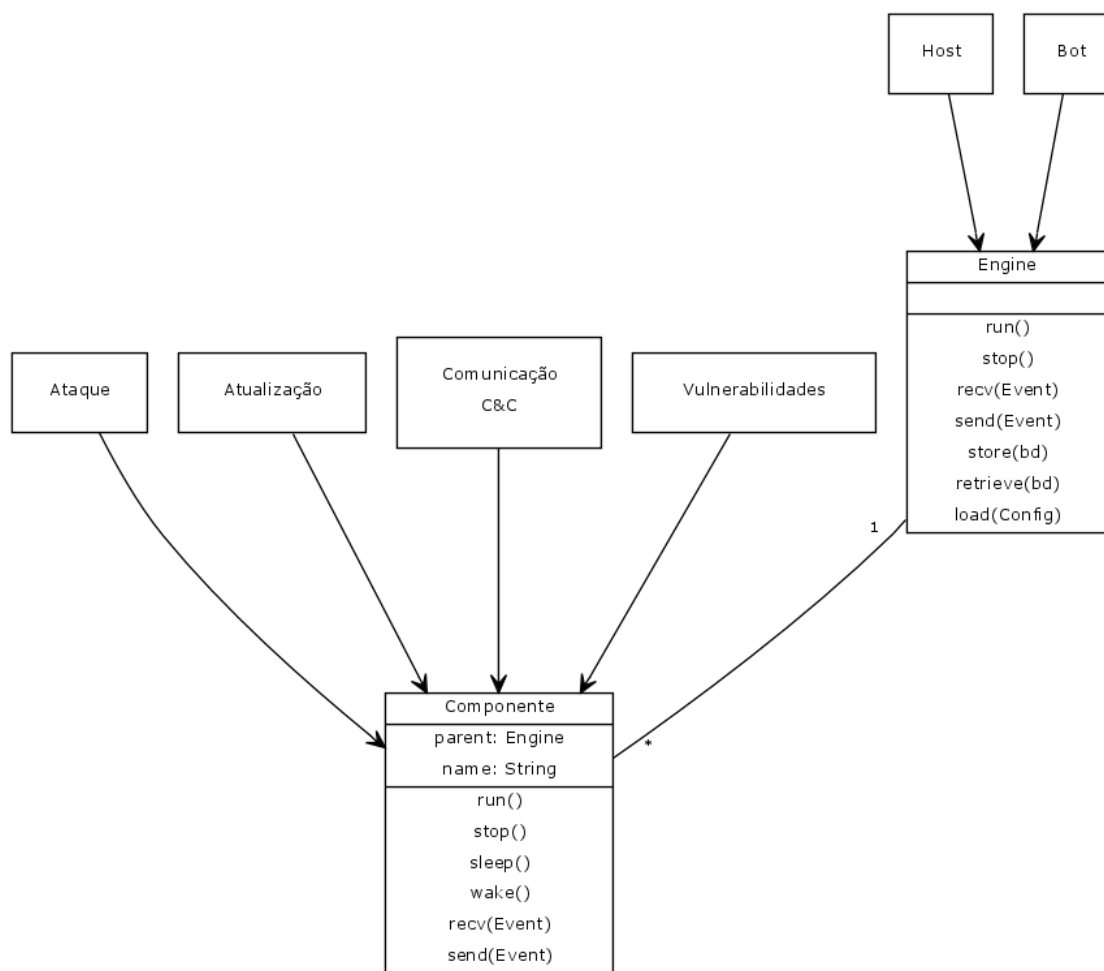 Host
Bot
Engine
run()
stop()
recv(Event)
send(Event)
store(bd)
retrieve(bd)
load(Config)
Ataque
Atualização
Comunicação
C&C
Vulnerabilidades
1
*
Componente
parent: Engine
name: String
run()
stop()
sleep()
wake()
recv(Event)
send(Event)